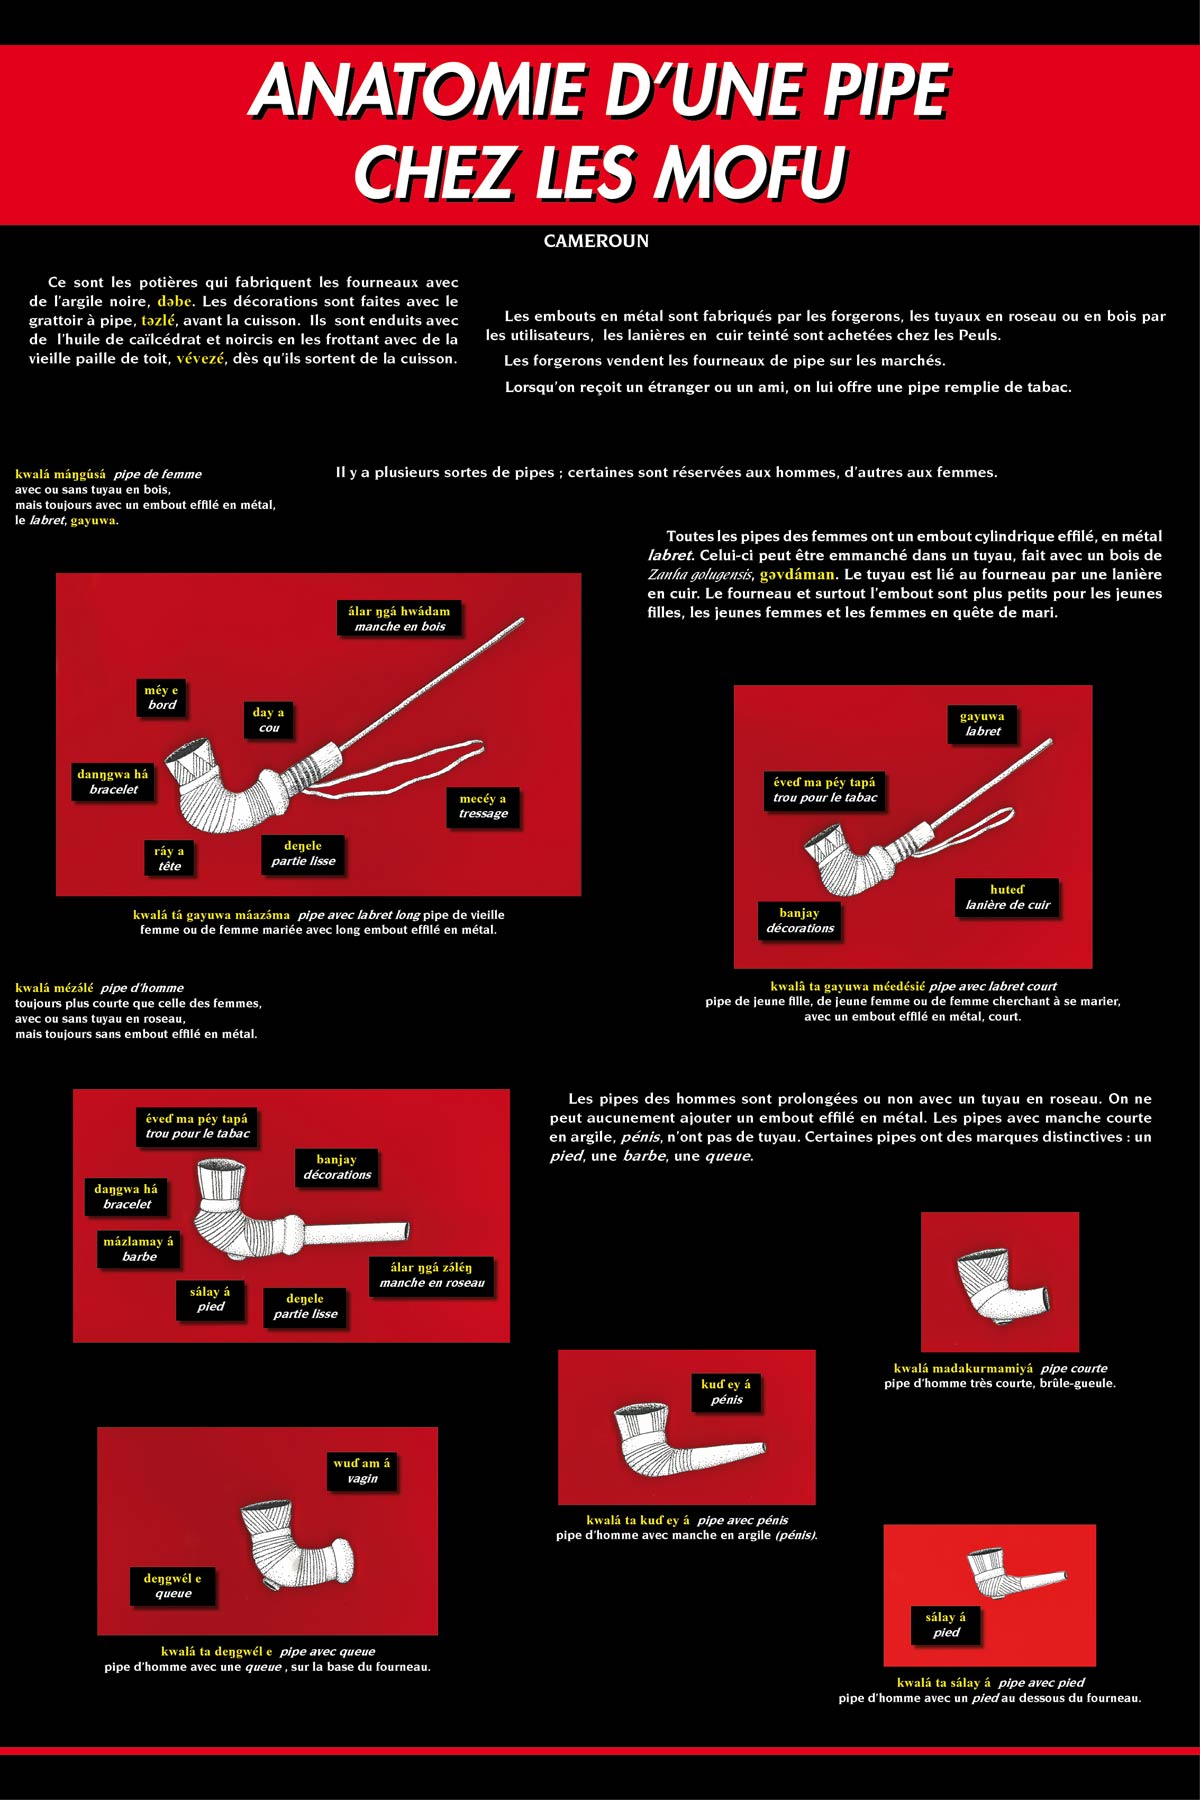 ANATOMIE D'UNE PIPE
CHEZ LES MOFU
CAMEROUN
Ce sont les potières qui fabriquent les fourneaux avec
de l'argile noire, dəbe. Les décorations sont faites avec le
grattoir à pipe, təzlé, avant la cuisson. Ils sont enduits avec
de l'huile de caïlcédrat et noircis en les frottant avec de la
vieille paille de toit, vévezé, dès qu'ils sortent de la cuisson.
Les embouts en métal sont fabriqués par les forgerons, les tuyaux en roseau ou en bois par
les utilisateurs, les lanières en cuir teinté sont achetées chez les Peuls.
Les forgerons vendent les fourneaux de pipe sur les marchés.
Lorsqu'on reçoit un étranger ou un ami, on lui offre une pipe remplie de tabac.
Il y a plusieurs sortes de pipes ; certaines sont réservées aux hommes, d'autres aux femmes.
kwalá máŋgúsá pipe de femme
avec ou sans tuyau en bois,
mais toujours avec un embout effilé en métal,
le labret, gayuwa.
Toutes les pipes des femmes ont un embout cylindrique effilé, en métal
labret. Celui-ci peut être emmanché dans un tuyau, fait avec un bois de
Zanha golugensis, gəvdáman. Le tuyau est lié au fourneau par une lanière
en cuir. Le fourneau et surtout l'embout sont plus petits pour les jeunes
filles, les jeunes femmes et les femmes en quête de mari.
álar ŋgá hwádam
manche en bois
méy e
bord
day a
cou
danŋgwa há
bracelet
mecéy a
tressage
ráy a
tête
deŋele
partie lisse
kwalá tá gayuwa máazə́ma pipe avec labret long pipe de vieille
femme ou de femme mariée avec long embout effilé en métal.
gayuwa
labret
éveɗ ma péy tapá
trou pour le tabac
huteɗ
lanière de cuir
banjay
décorations
kwalâ ta gayuwa méedésié pipe avec labret court
pipe de jeune fille, de jeune femme ou de femme cherchant à se marier,
avec un embout effilé en métal, court.
kwalá mézə́lé pipe d'homme
toujours plus courte que celle des femmes,
avec ou sans tuyau en roseau,
mais toujours sans embout effilé en métal.
Les pipes des hommes sont prolongées ou non avec un tuyau en roseau. On ne
peut aucunement ajouter un embout effilé en métal. Les pipes avec manche courte
en argile, pénis, n'ont pas de tuyau. Certaines pipes ont des marques distinctives : un
pied, une barbe, une queue.
éveɗ ma péy tapá
trou pour le tabac
banjay
décorations
daŋgwa há
bracelet
mázlamay á
barbe
álar ŋgá zə́léŋ
manche en roseau
sálay á
pied
deŋele
partie lisse
kwalá madakurmamiyá pipe courte
pipe d'homme très courte, brûle-gueule.
kuɗ ey á
pénis
kwalá ta kuɗ ey á pipe avec pénis
pipe d'homme avec manche en argile (pénis).
wuɗ am á
vagin
deŋgwél e
queue
kwalá ta deŋgwél e pipe avec queue
pipe d'homme avec une queue , sur la base du fourneau.
sálay á
pied
kwalá ta sálay á pipe avec pied
pipe d'homme avec un pied au dessous du fourneau.